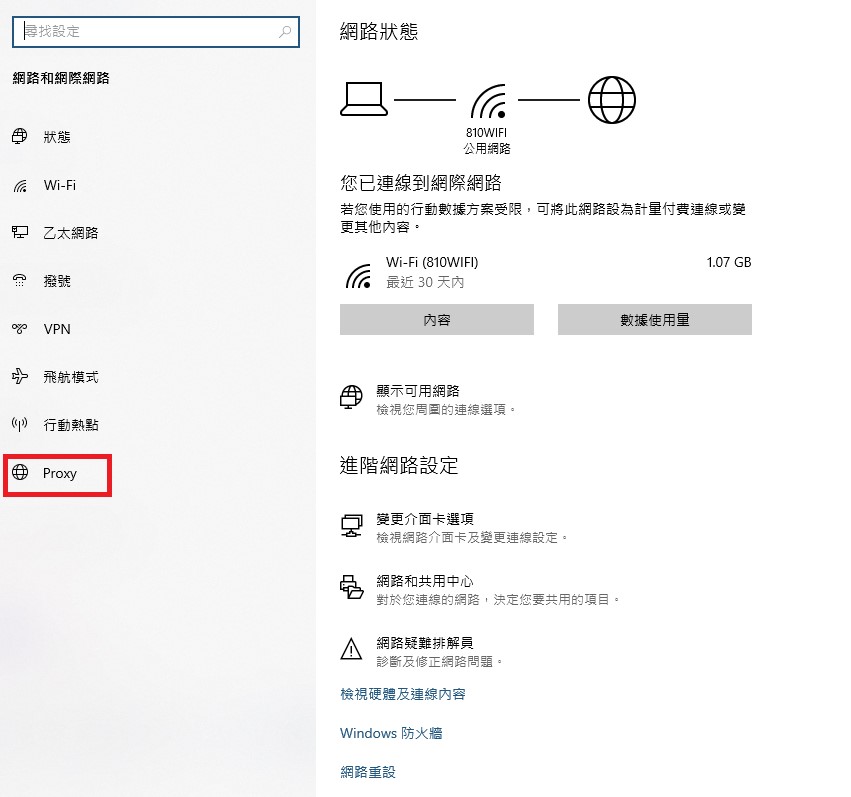 尋找設定
網路和網際網路
狀態
Wi-Fi
乙太網路
撥號
VPN
飛航模式
行動熱點
Proxy
網路狀態
810WIFI
公用網路
您已連線到網際網路
若您使用的行動數據方案受限，可將此網路設為計量付費連線或變
更其他內容。
Wi-Fi (810WIFI) 1.07 GB
最近 30 天內
內容 數據使用量
顯示可用網路
檢視您周圍的連線選項。
進階網路設定
變更介面卡選項
檢視網路介面卡及變更連線設定。
網路和共用中心
對於您連線的網路，決定您要共用的項目。
網路疑難排解員
診斷及修正網路問題。
檢視硬體及連線內容
Windows 防火牆
網路重設